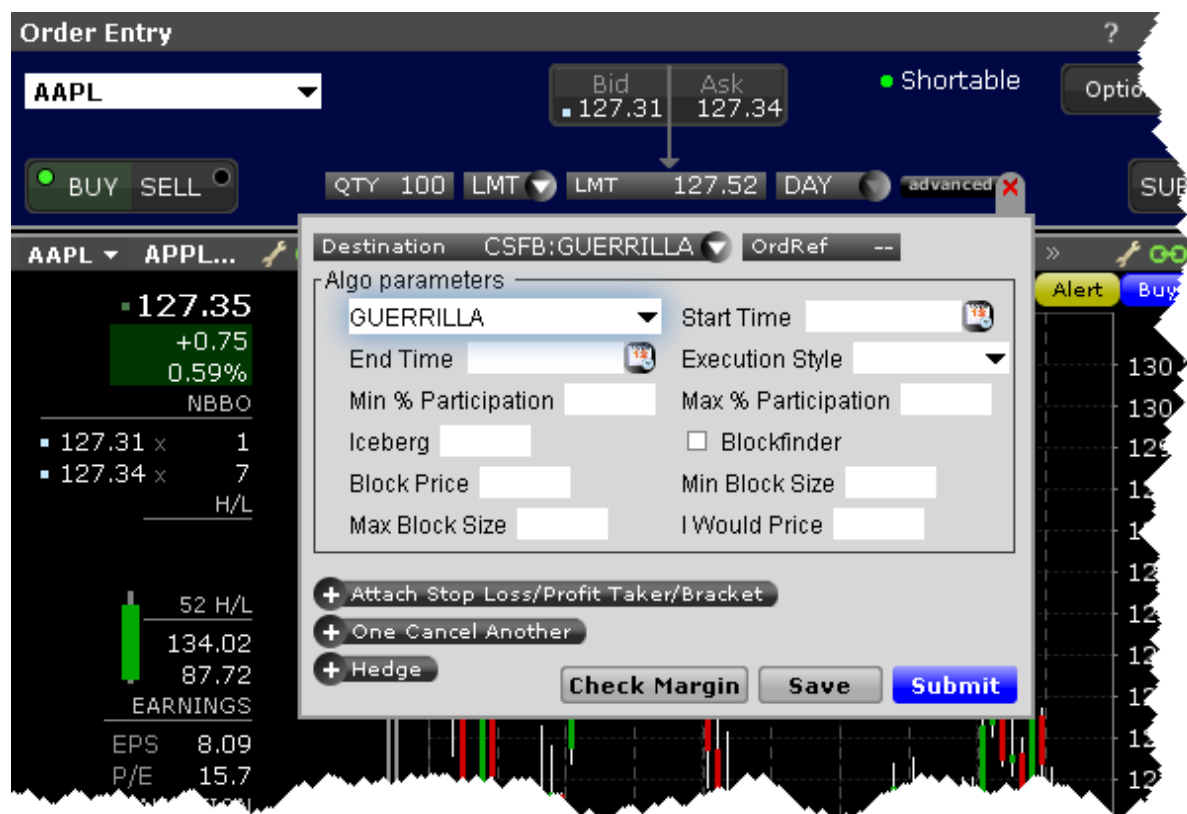 Order Entry ?
AAPL
Bid Ask
127.31 127.34
Shortable
BUY SELL
QTY 100 LMT LMT 127.52 DAY advanced
AAPL APPL...
»
Destination CSFB:GUERRILLA OrdRef --
Alert Buy
Algo parameters
GUERRILLA Start Time
End Time Execution Style
Min % Participation Max % Participation
Iceberg Blockfinder
Block Price Min Block Size
Max Block Size I Would Price
Attach Stop Loss/Profit Taker/Bracket
One Cancel Another
Hedge
Check Margin Save Submit
127.35
+0.75
0.59%
NBBO
127.31 x 1
127.34 x 7
H/L
52 H/L
134.02
87.72
EARNINGS
EPS 8.09
P/E 15.7
130
130